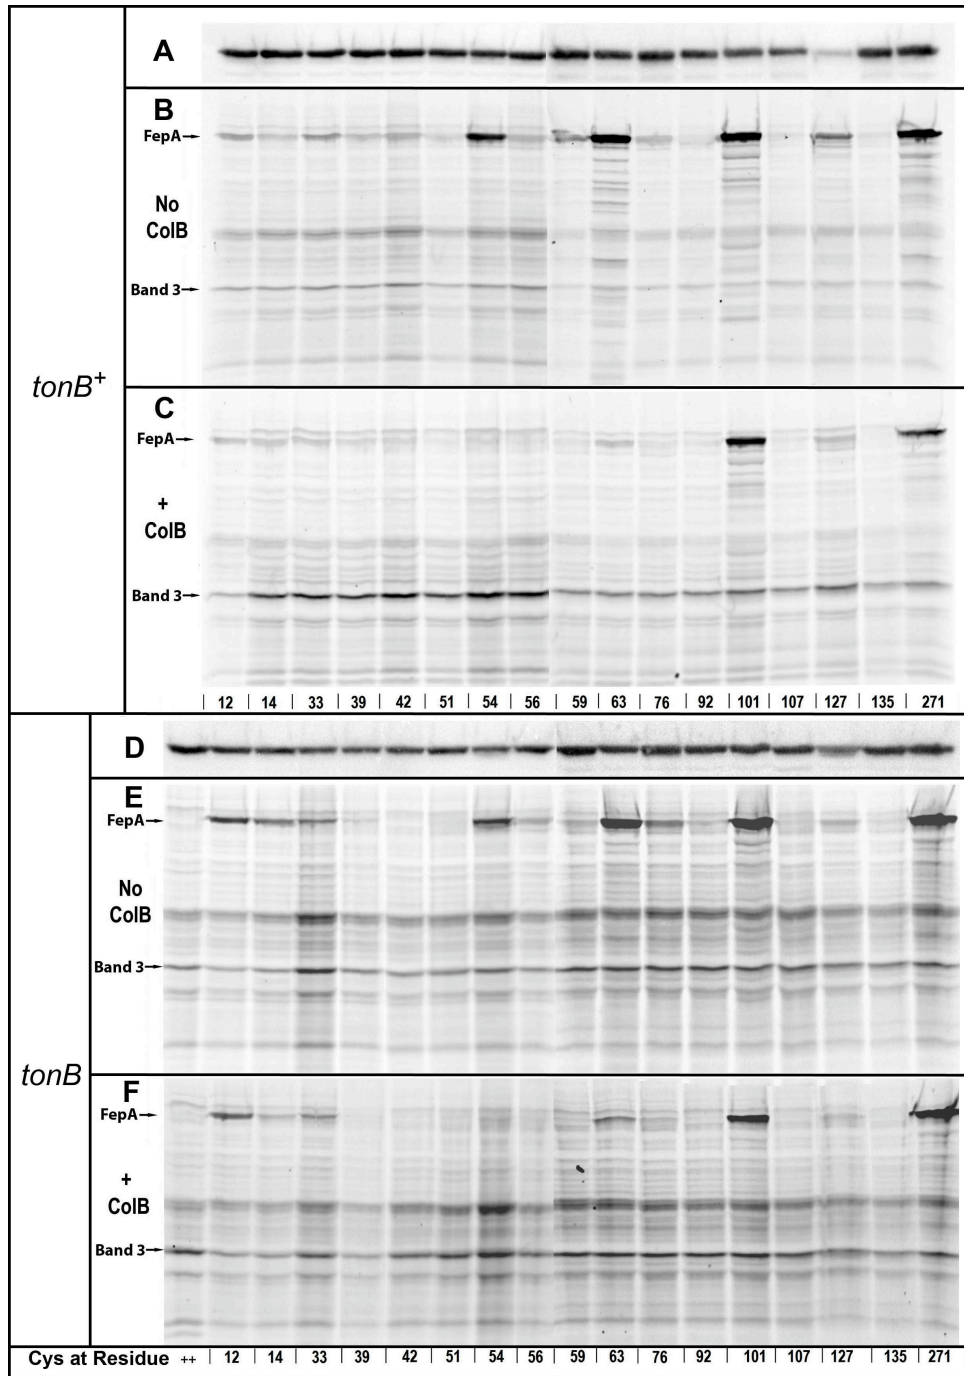 A
B
FepA
No
ColB
Band 3
tonB+
C
FepA
+
ColB
Band 3
12 14 33 39 42 51 54 56 59 63 76 92 101 107 127 135 271
D
E
FepA
No
ColB
Band 3
tonB
F
FepA
+
ColB
Band 3
Cys at Residue ++ 12 14 33 39 42 51 54 56 59 63 76 92 101 107 127 135 271